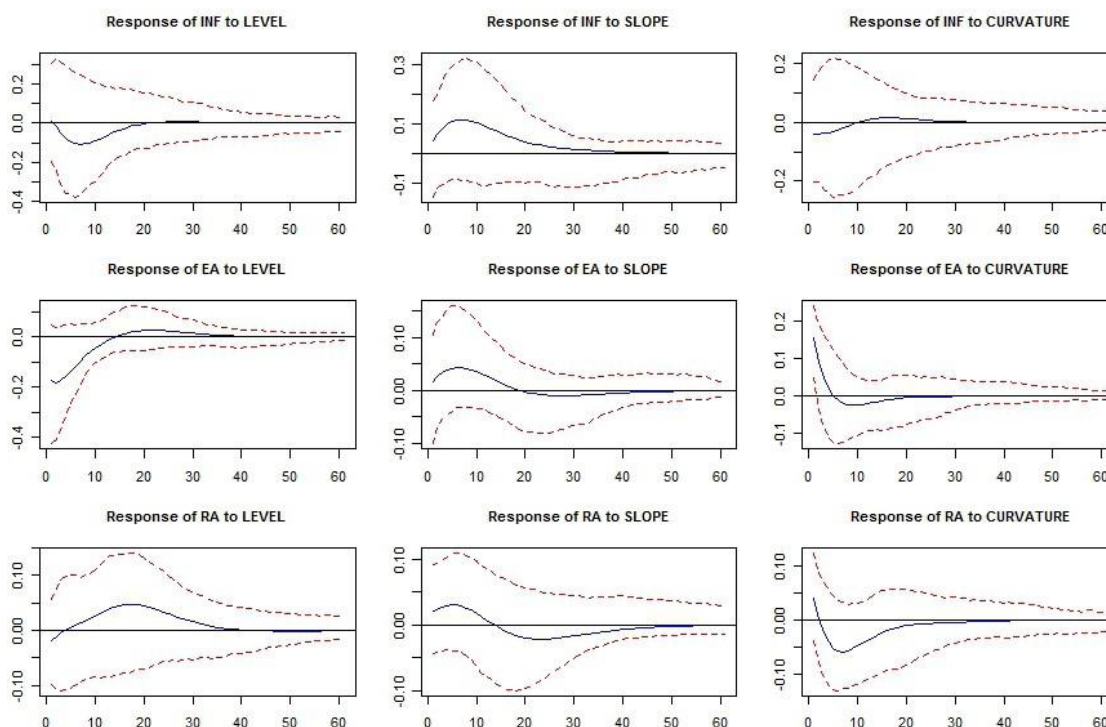 Response of INF to LEVEL
Response of INF to SLOPE
Response of INF to CURVATURE
0.2
0.0
-0.2
-0.4
0 10 20 30 40 50 60
0.3
0.1
-0.1
0 10 20 30 40 50 60
0.2
0.0
-0.2
0 10 20 30 40 50 60
Response of EA to LEVEL
Response of EA to SLOPE
Response of EA to CURVATURE
0.0
-0.2
-0.4
0 10 20 30 40 50 60
0.10
0.00
-0.10
0 10 20 30 40 50 60
0.2
0.1
0.0
-0.1
0 10 20 30 40 50 60
Response of RA to LEVEL
Response of RA to SLOPE
Response of RA to CURVATURE
0.10
0.00
-0.10
0 10 20 30 40 50 60
0.10
0.00
-0.10
0 10 20 30 40 50 60
0.10
0.00
-0.10
0 10 20 30 40 50 60